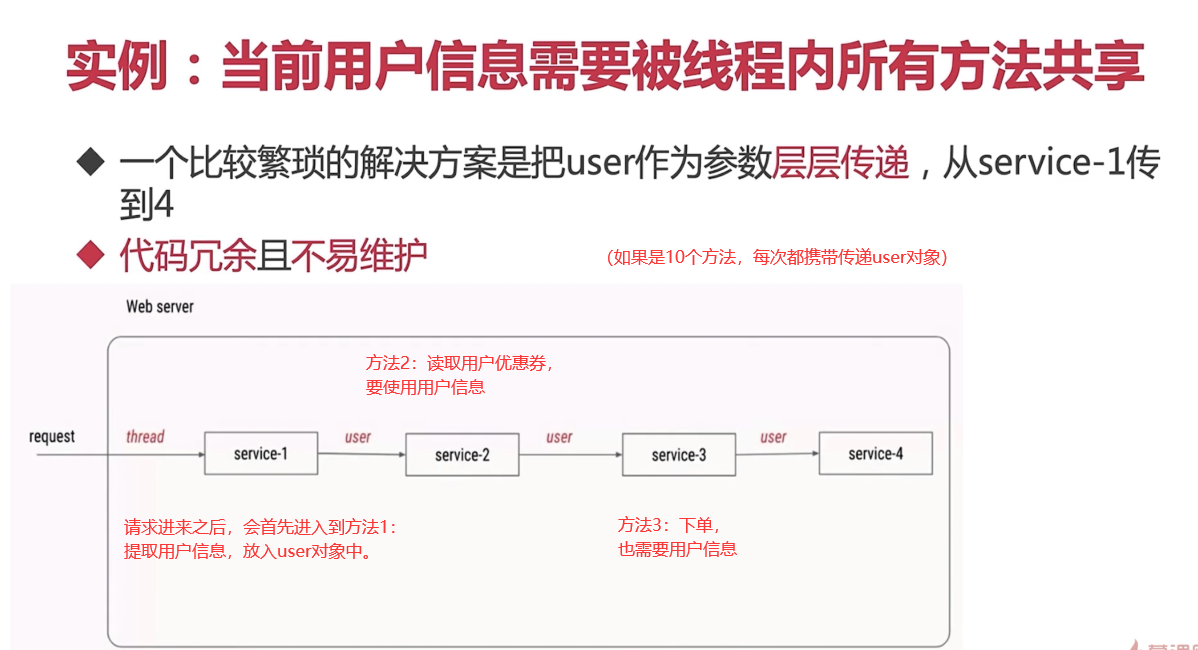 实例：当前用户信息需要被线程内所有方法共享
◆ 一个比较繁琐的解决方案是把user作为参数层层传递，从service-1传
到4
◆ 代码冗余且不易维护
(如果是10个方法，每次都携带传递user对象)
Web server
方法2：读取用户优惠券，
要使用用户信息
request
thread
service-1
user
service-2
user
service-3
user
service-4
请求进来之后，会首先进入到方法1：
提取用户信息，放入user对象中。
方法3：下单，
也需要用户信息